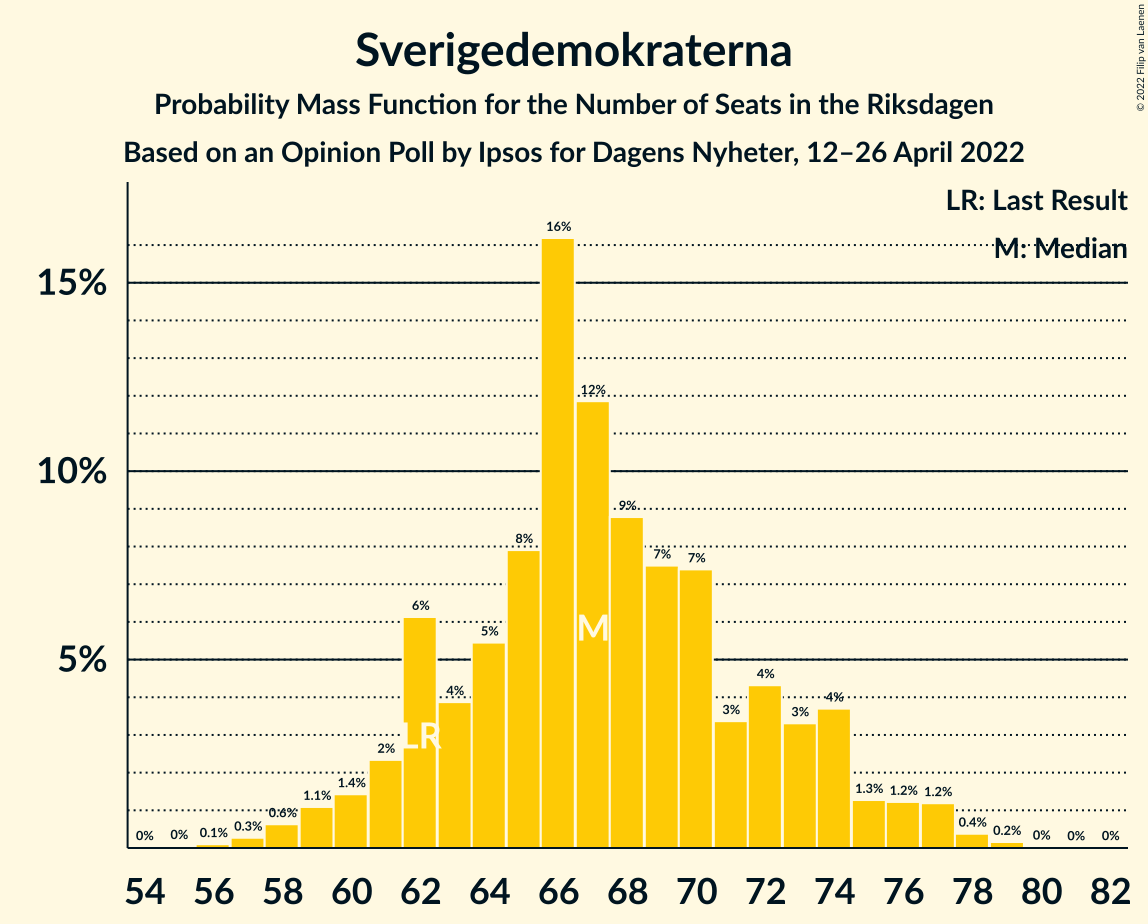 © 2022 Filip van Laenen
Sverigedemokraterna
Probability Mass Function for the Number of Seats in the Riksdagen
Based on an Opinion Poll by Ipsos for Dagens Nyheter, 12–26 April 2022
LR: Last Result
M: Median
15%
10%
5%
0% 0% 0.1% 0.3% 0.6% 1.1% 1.4% 2% 6% 4% 5% 8% 16% 12% 9% 7% 7% 3% 4% 3% 4% 1.3% 1.2% 1.2% 0.4% 0.2% 0% 0% 0%
LR
M
54 56 58 60 62 64 66 68 70 72 74 76 78 80 82